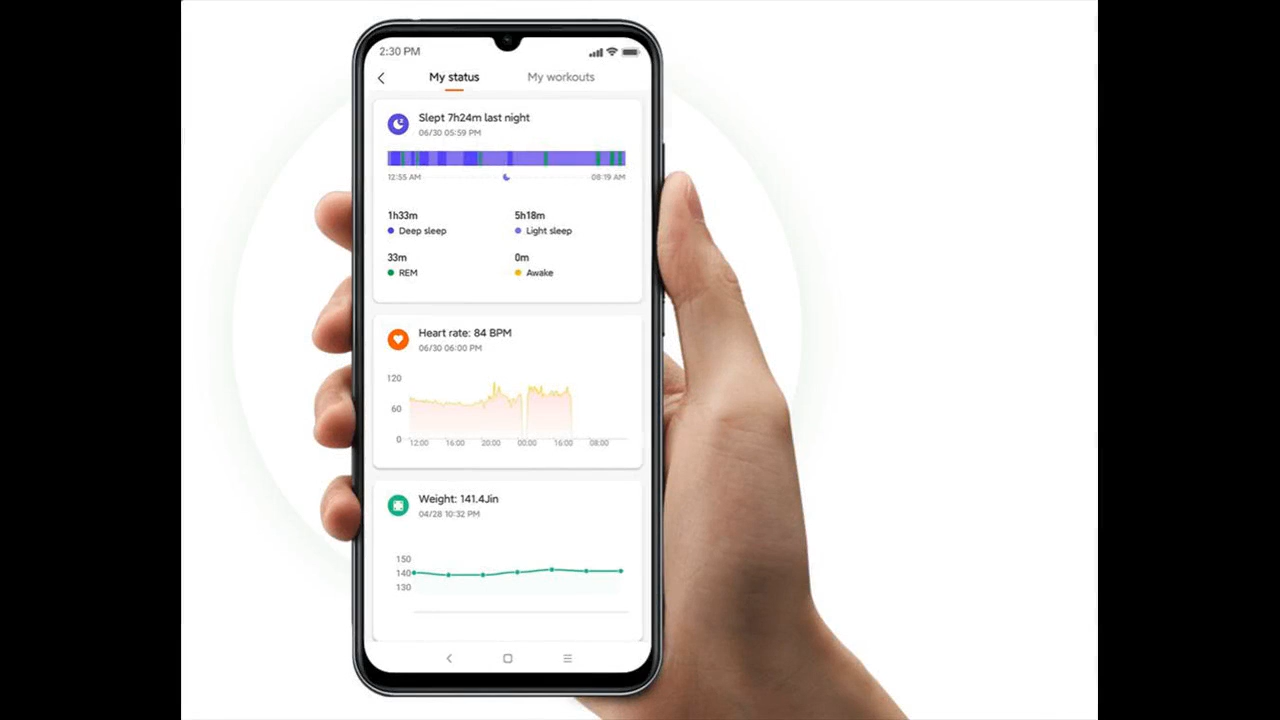 2:30 PM
My status My workouts
Slept 7h24m last night
06/30 05:59 PM
12:55 AM 08:19 AM
1h33m 5h18m
Deep sleep Light sleep
33m 0m
REM Awake
Heart rate: 84 BPM
06/30 06:00 PM
120
60
0
12:00 16:00 20:00 00:00 16:00 08:00
Weight: 141.4Jin
04/28 10:32 PM
150
140
130